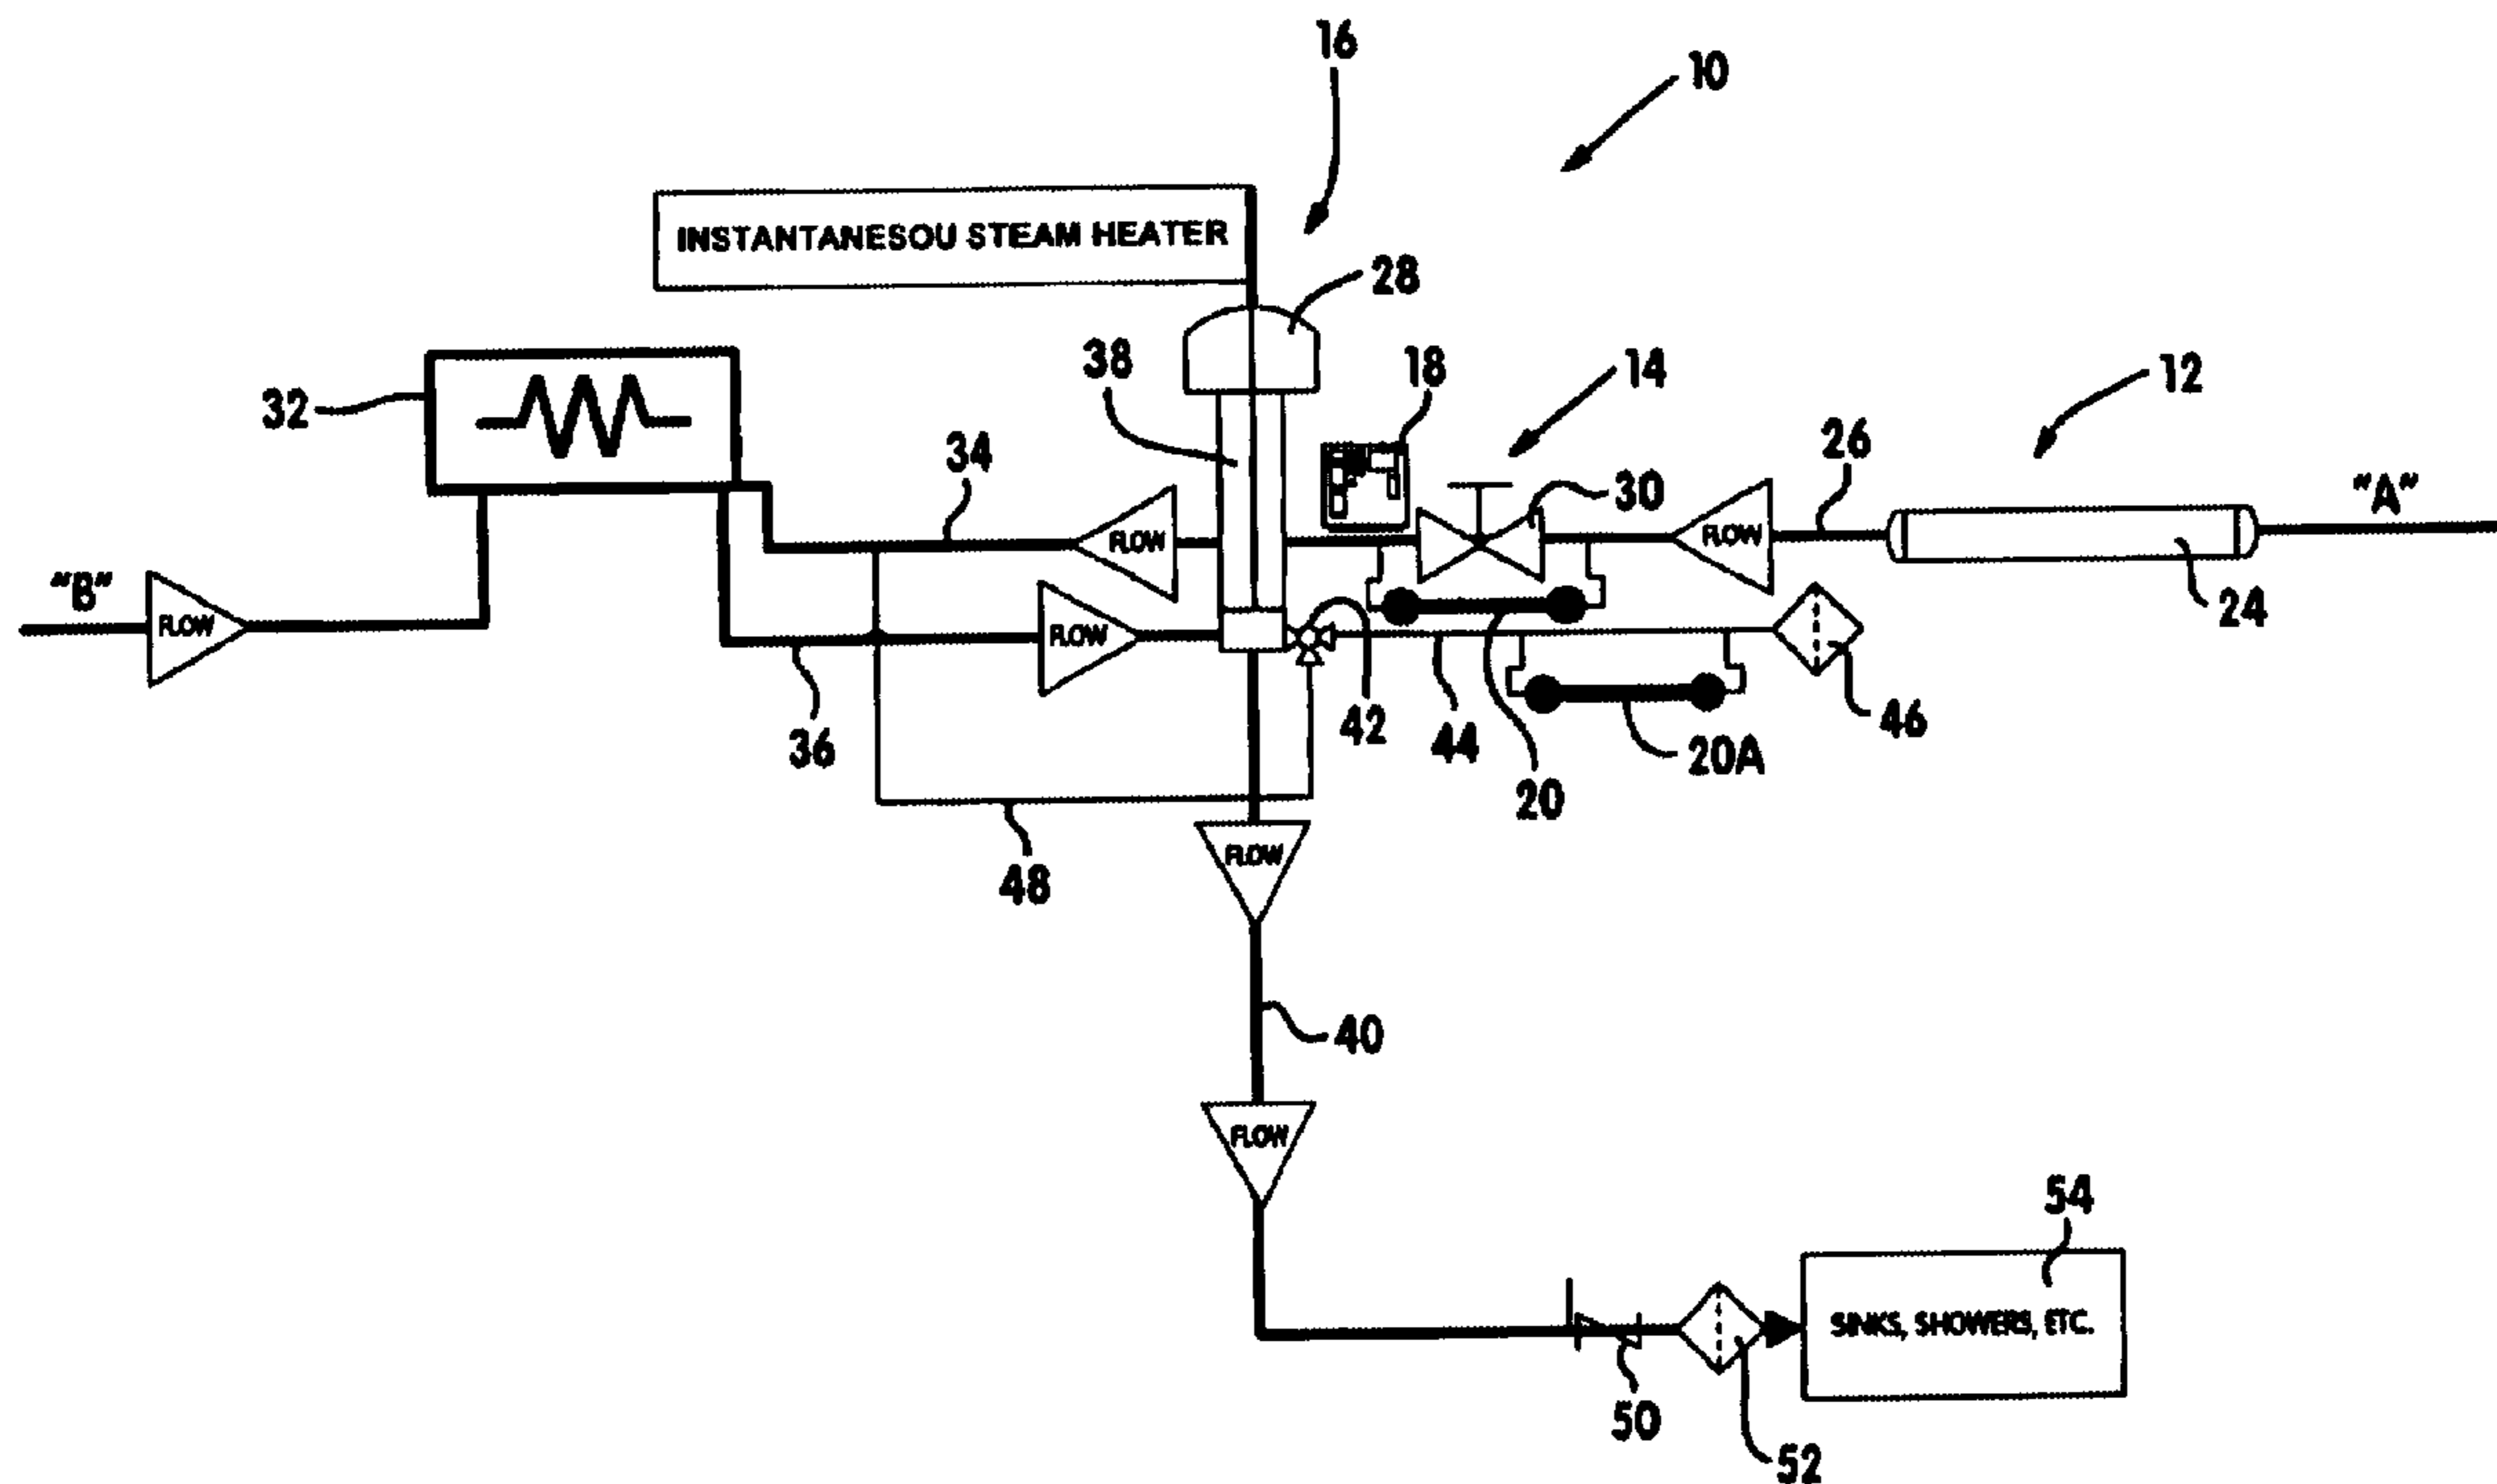 16
10
INSTANTANESOU STEAM HEATER
28
38
18
14
12
32
34
26
30
"A"
FLOW
FLOW
"B"
FLOW
FLOW
24
36
42
44
20A
46
20
48
FLOW
40
FLOW
54
SINKS, SHOWERS, ETC.
50
52